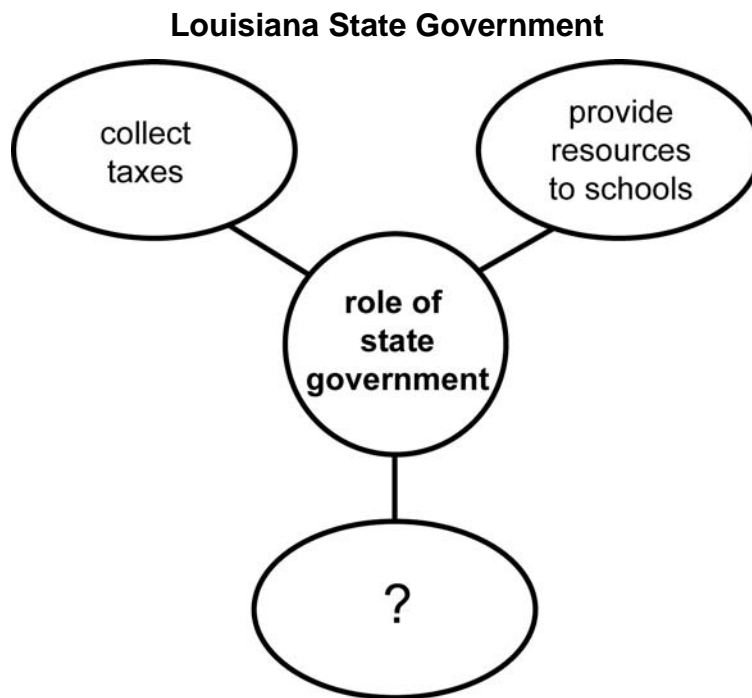 Louisiana State Government
collect
taxes
provide
resources
to schools
role of
state
government
?